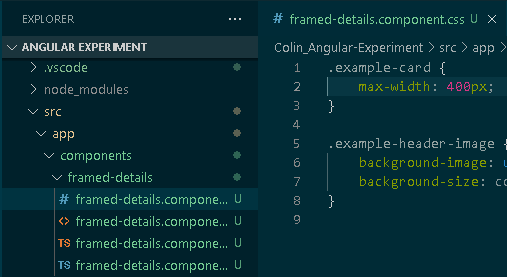 EXPLORER
ANGULAR EXPERIMENT
.vscode
node_modules
src
app
components
framed-details
# framed-details.compone... U
<> framed-details.compone... U
TS framed-details.compone... U
TS framed-details.compone... U
# framed-details.component.css U
Colin_Angular-Experiment > src > app >
1 .example-card {
2 max-width: 400px;
3 }
4
5 .example-header-image {
6 background-image: u
7 background-size: co
8 }
9